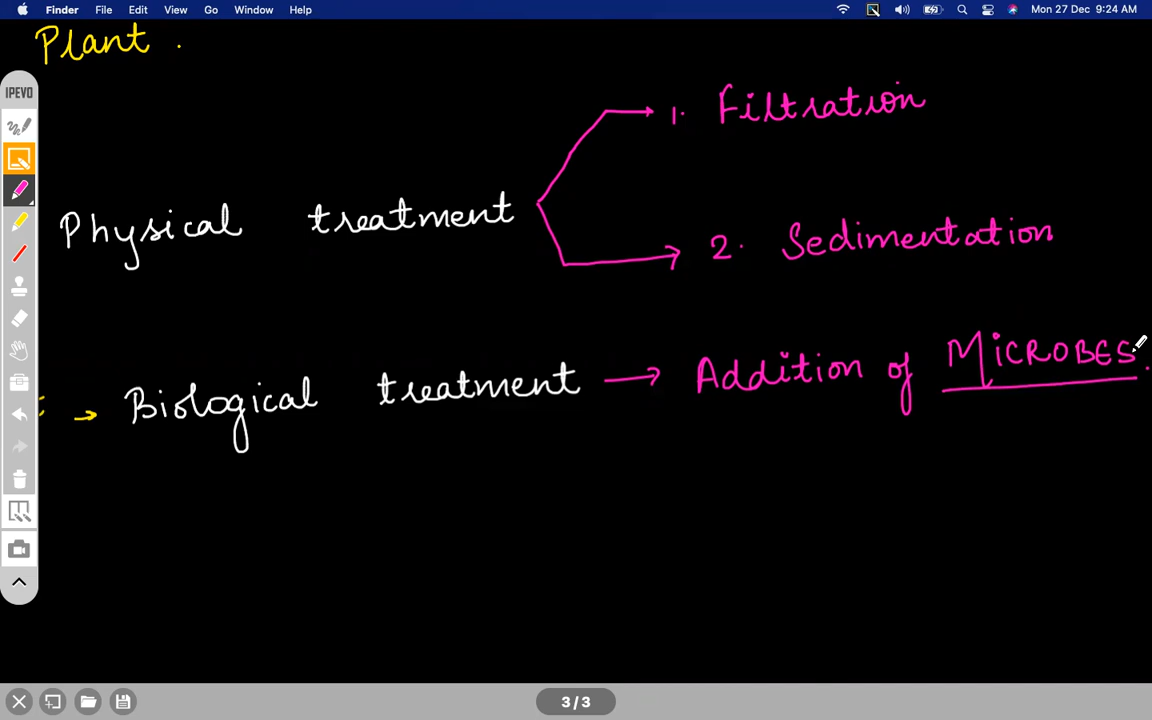 Finder File Edit View Go Window Help Mon 27 Dec 9:24 AM
Plant .
IPEVO
1. Filtration
Physical treatment
2. Sedimentation
→ Biological treatment → Addition of MiCROBES.
3/3